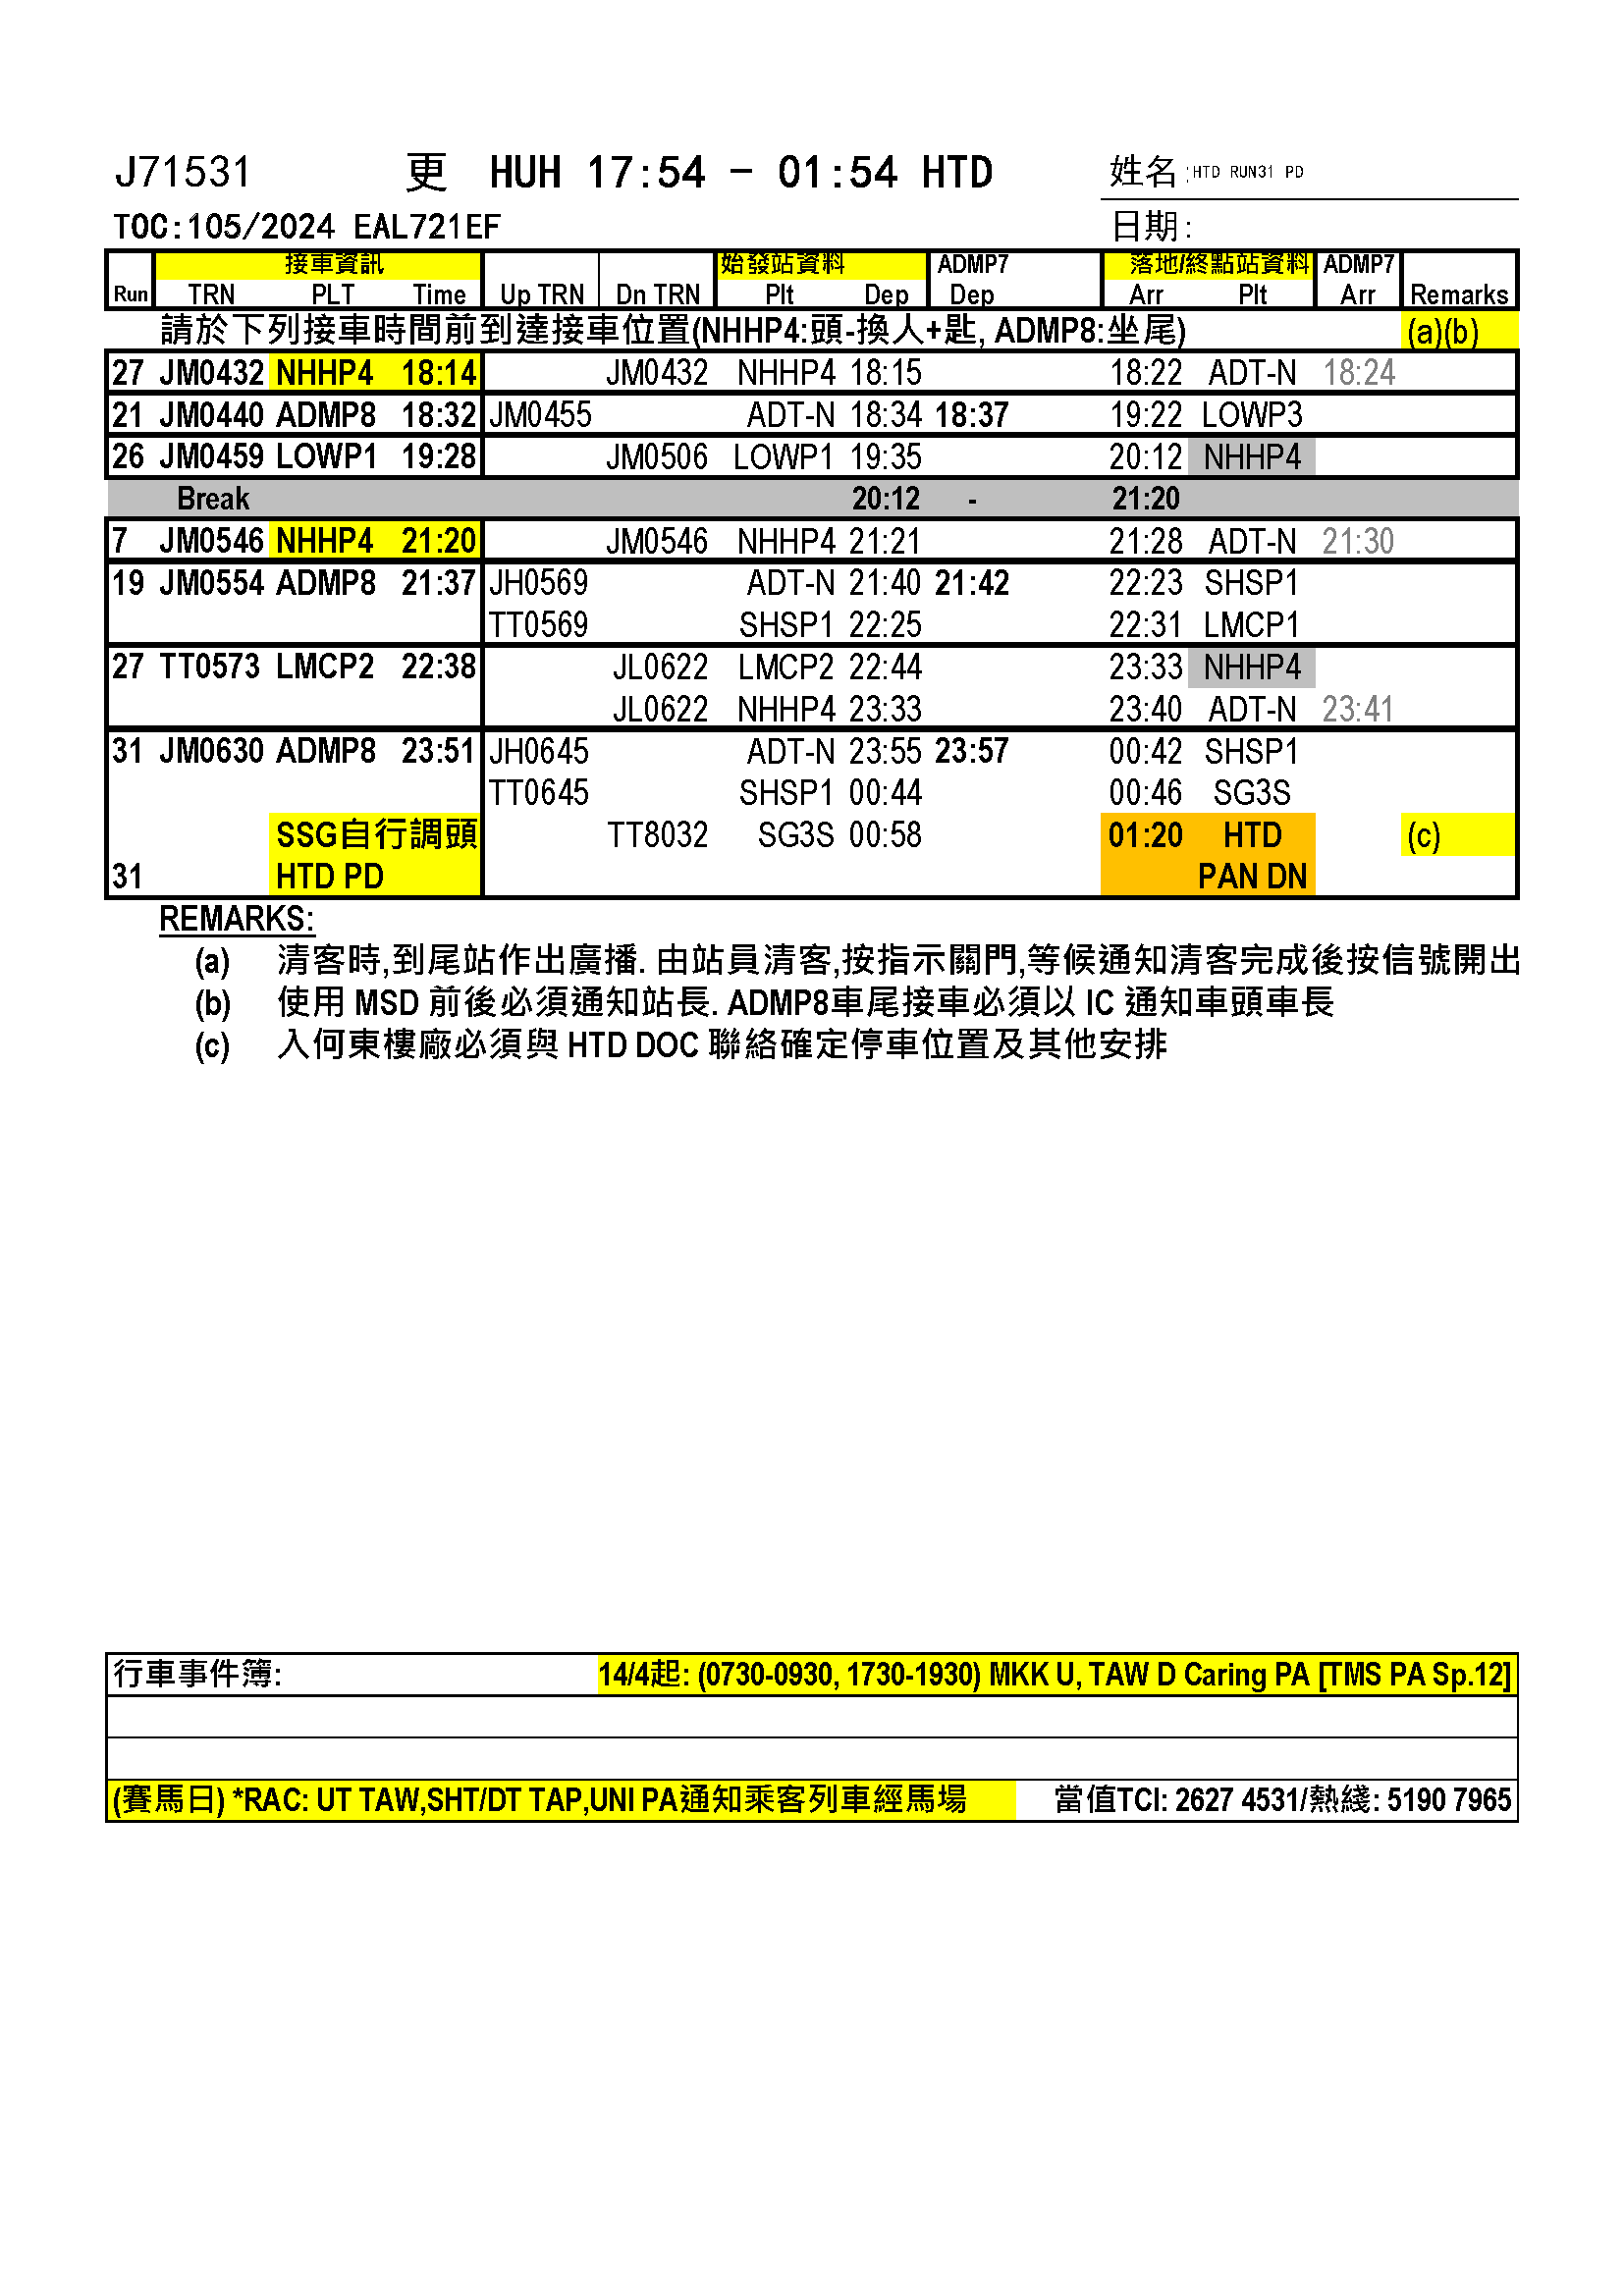 J71531 更 HUH 17:54 - 01:54 HTD 姓名:HTD RUN31 PD
TOC:105/2024 EAL721EF 日期:
接車資訊 始發站資料 ADMP7 落地/終點站資料 ADMP7
Run TRN PLT Time Up TRN Dn TRN Plt Dep Dep Arr Plt Arr Remarks
請於下列接車時間前到達接車位置(NHHP4:頭-換人+匙, ADMP8:坐尾) (a)(b)
27 JM0432 NHHP4 18:14 JM0432 NHHP4 18:15 18:22 ADT-N 18:24
21 JM0440 ADMP8 18:32 JM0455 ADT-N 18:34 18:37 19:22 LOWP3
26 JM0459 LOWP1 19:28 JM0506 LOWP1 19:35 20:12 NHHP4
Break 20:12 - 21:20
7 JM0546 NHHP4 21:20 JM0546 NHHP4 21:21 21:28 ADT-N 21:30
19 JM0554 ADMP8 21:37 JH0569 ADT-N 21:40 21:42 22:23 SHSP1
TT0569 SHSP1 22:25 22:31 LMCP1
27 TT0573 LMCP2 22:38 JL0622 LMCP2 22:44 23:33 NHHP4
JL0622 NHHP4 23:33 23:40 ADT-N 23:41
31 JM0630 ADMP8 23:51 JH0645 ADT-N 23:55 23:57 00:42 SHSP1
TT0645 SHSP1 00:44 00:46 SG3S
SSG自行調頭 TT8032 SG3S 00:58 01:20 HTD (c)
31 HTD PD PAN DN
REMARKS:
(a) 清客時,到尾站作出廣播. 由站員清客,按指示關門,等候通知清客完成後按信號開出
(b) 使用 MSD 前後必須通知站長. ADMP8車尾接車必須以 IC 通知車頭車長
(c) 入何東樓廠必須與 HTD DOC 聯絡確定停車位置及其他安排
行車事件簿: 14/4起: (0730-0930, 1730-1930) MKK U, TAW D Caring PA [TMS PA Sp.12]
(賽馬日) *RAC: UT TAW,SHT/DT TAP,UNI PA通知乘客列車經馬場 當值TCI: 2627 4531/熱綫: 5190 7965